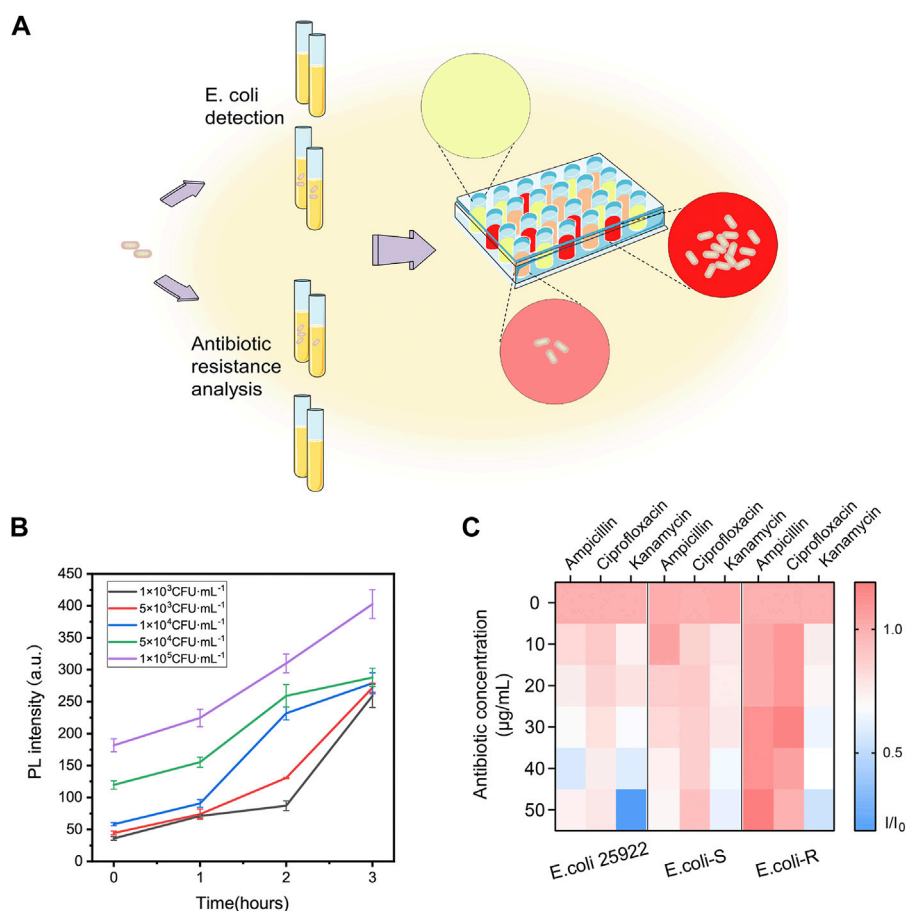 A
E. coli
detection
Antibiotic
resistance
analysis
B
450
400
350
300
250
200
150
100
50
0
PL intensity (a.u.)
1×10³CFU·mL⁻¹
5×10³CFU·mL⁻¹
1×10⁴CFU·mL⁻¹
5×10⁴CFU·mL⁻¹
1×10⁵CFU·mL⁻¹
0 1 2 3
Time(hours)
C
Ampicillin Ciprofloxacin Kanamycin Ampicillin Ciprofloxacin Kanamycin Ampicillin Ciprofloxacin Kanamycin
Antibiotic concentration
(μg/mL)
0
10
20
30
40
50
1.0
0.5
I/I₀
E.coli 25922 E.coli-S E.coli-R